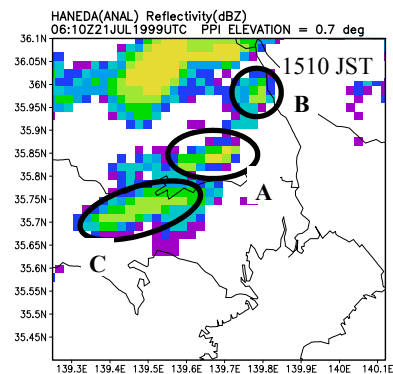 HANEDA(ANAL) Reflectivity(dBZ)
06:10Z21JUL1999UTC PPI ELEVATION = 0.7 deg
36.1N
1510 JST
36N
35.95N
B
35.9N
35.85N
35.8N
A
35.75N
35.7N
35.65N
C
35.6N
35.55N
35.5N
35.45N
139.3E 139.4E 139.5E 139.6E 139.7E 139.8E 139.9E 140E 140.1E